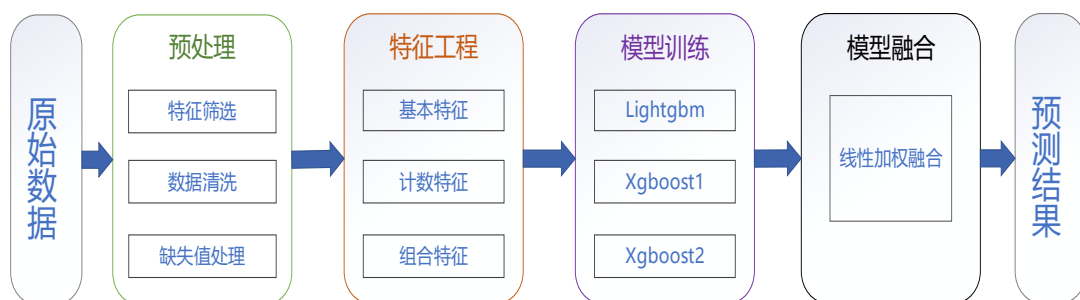 原始数据
预处理
特征筛选
数据清洗
缺失值处理
特征工程
基本特征
计数特征
组合特征
模型训练
Lightgbm
Xgboost1
Xgboost2
模型融合
线性加权融合
预测结果